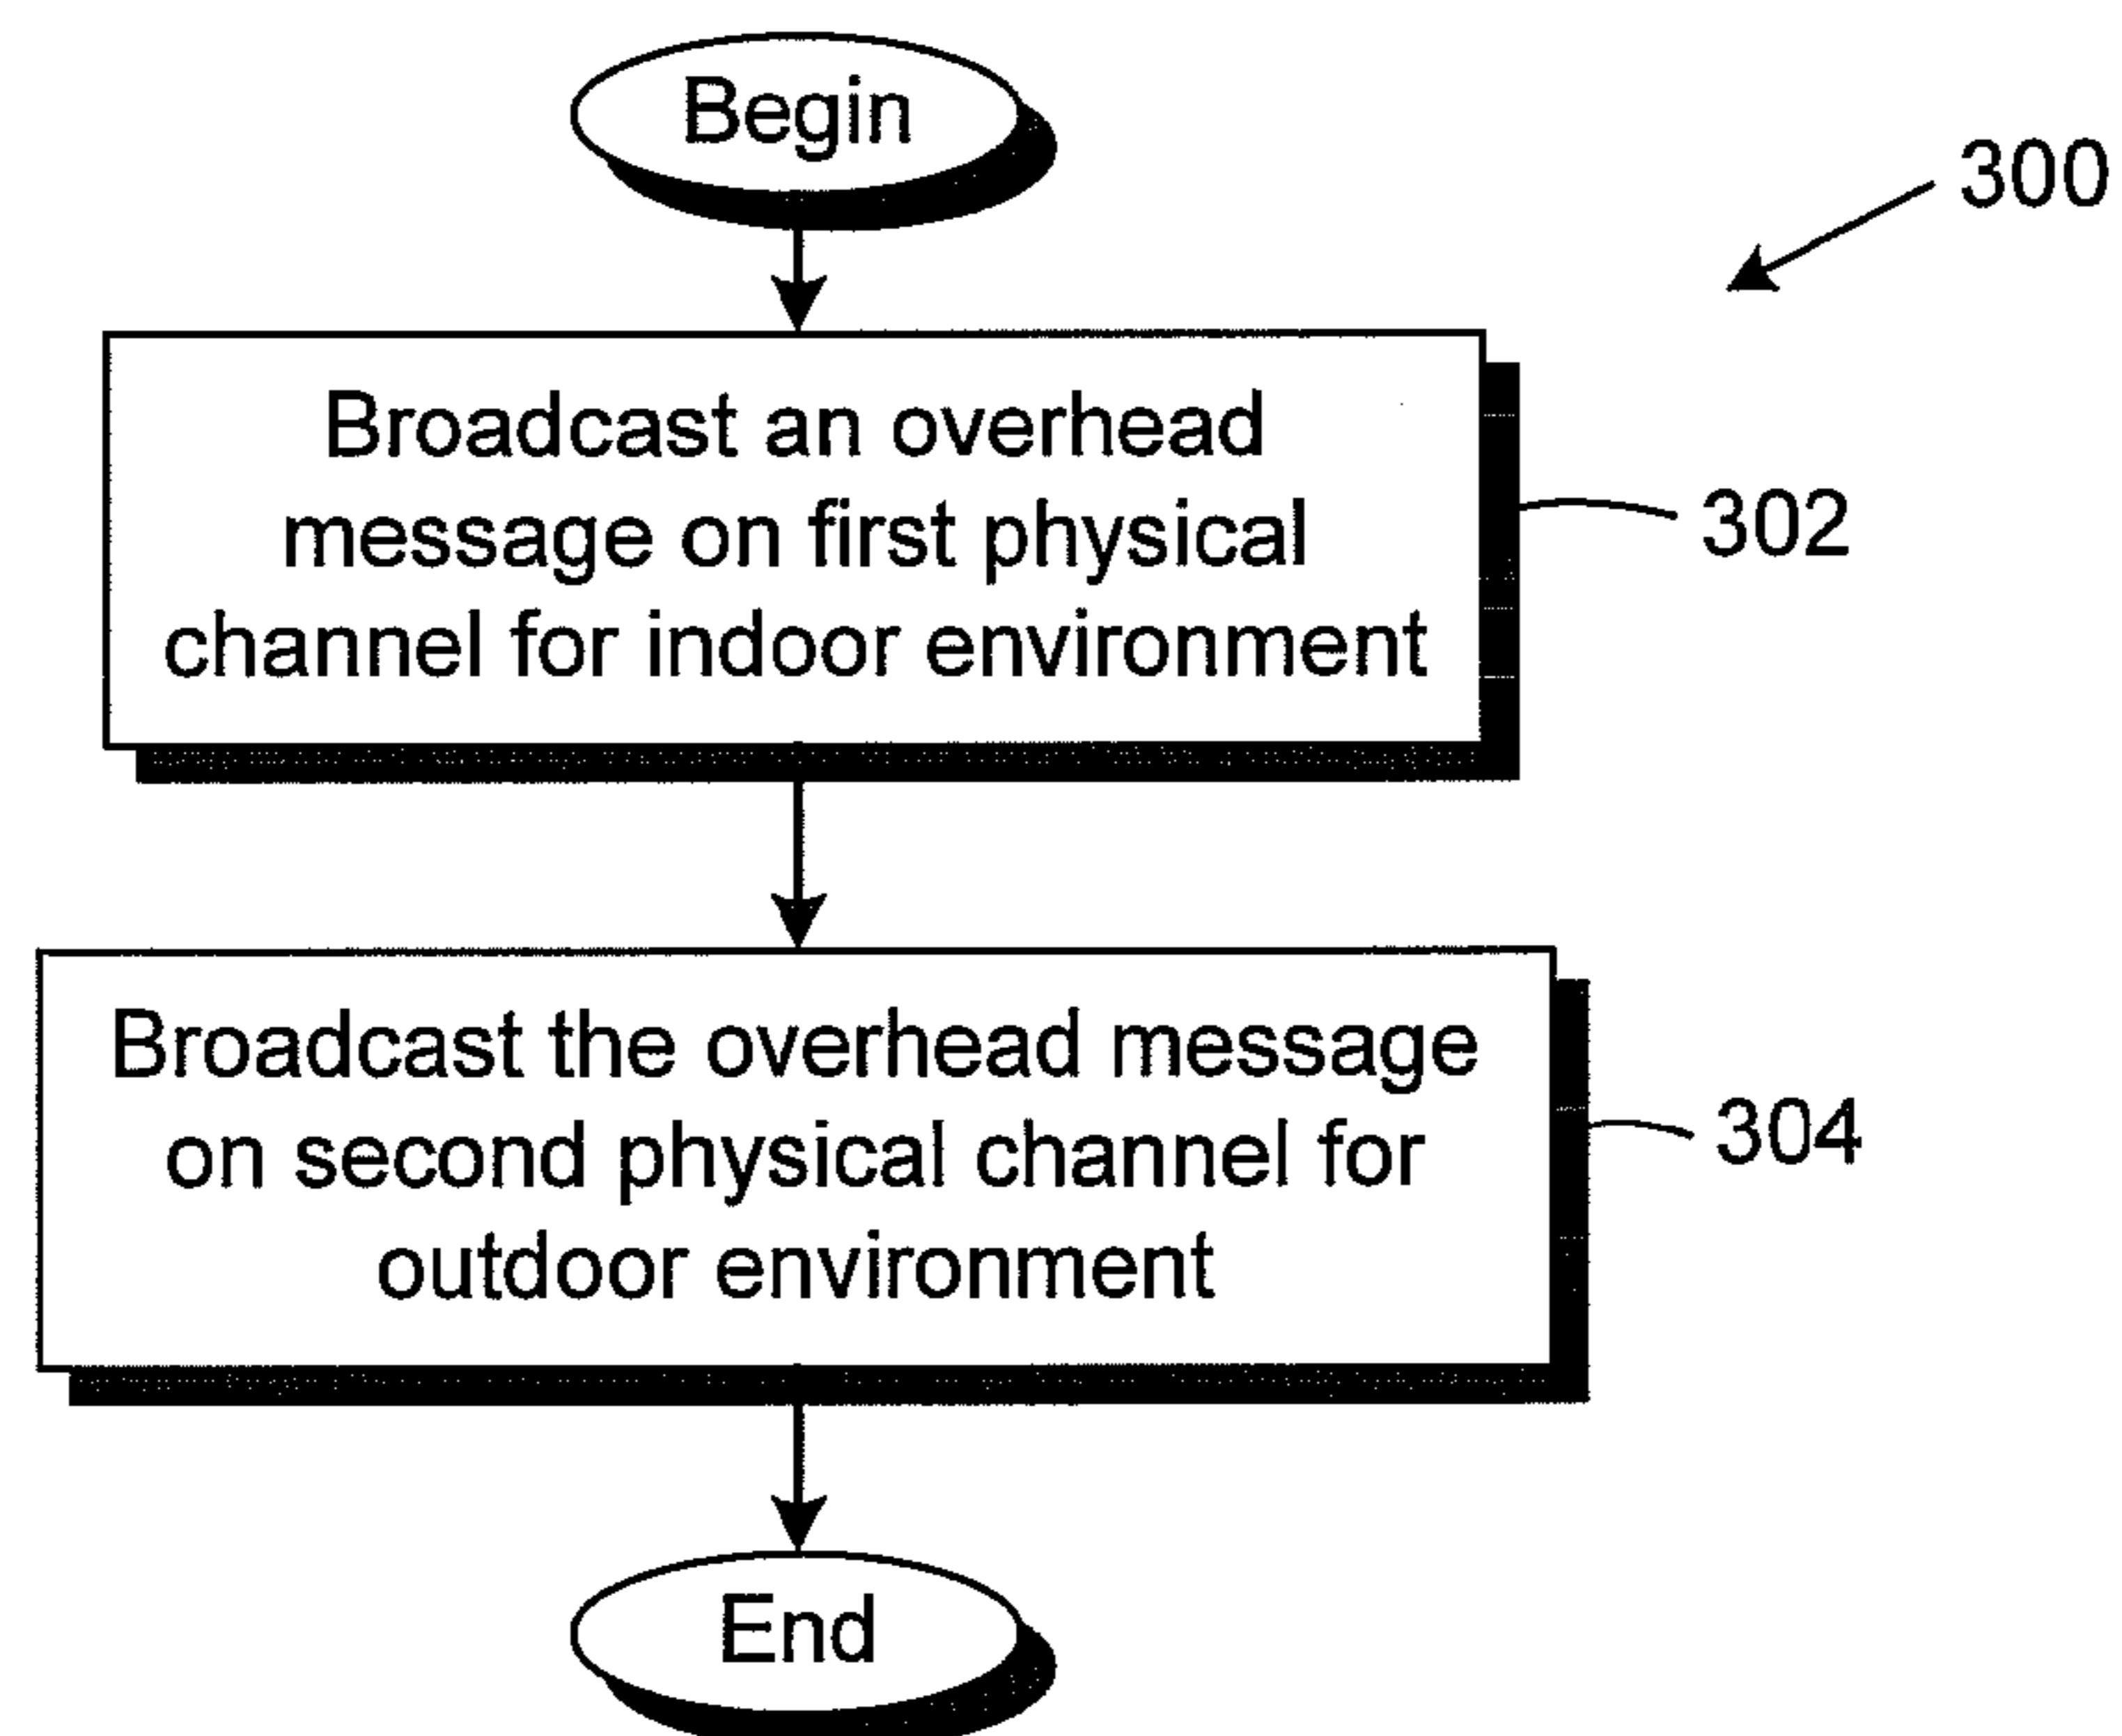 Begin
300
Broadcast an overhead
message on first physical
channel for indoor environment
302
Broadcast the overhead message
on second physical channel for
outdoor environment
304
End